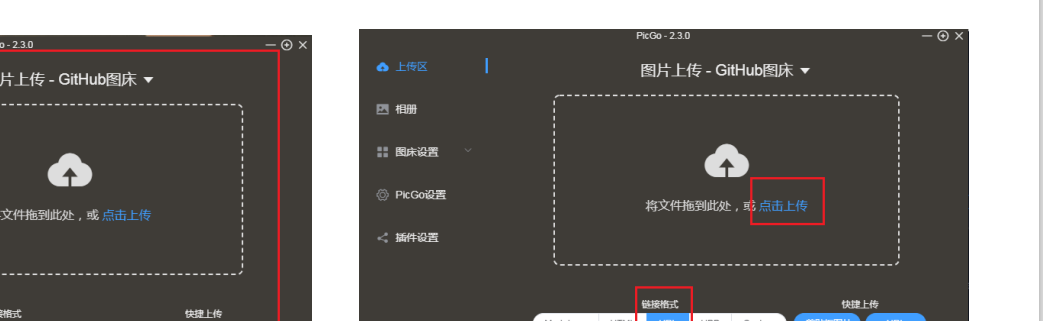 o - 2.3.0
片上传 - GitHub图床
文件拖到此处，或 点击上传
接格式
快捷上传
PicGo - 2.3.0
上传区
图片上传 - GitHub图床
相册
图床设置
PicGo设置
将文件拖到此处，或 点击上传
插件设置
链接格式
快捷上传